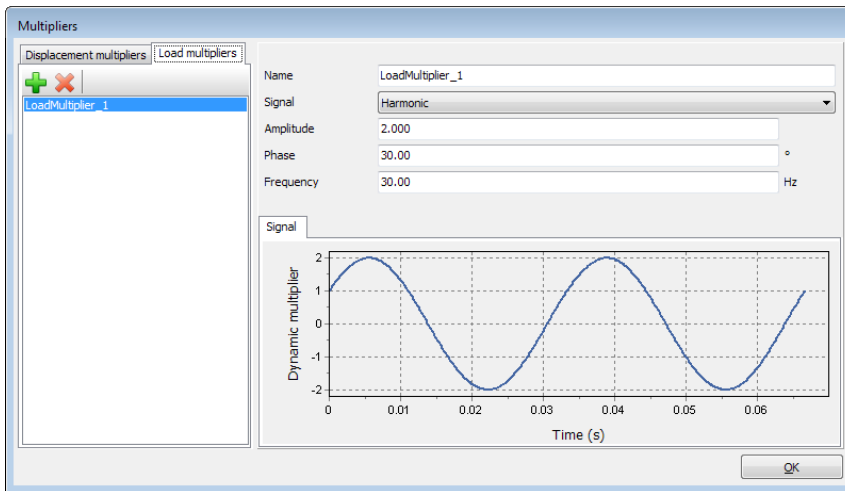 Multipliers
Displacement multipliers Load multipliers
LoadMultiplier_1
Name LoadMultiplier_1
Signal Harmonic
Amplitude 2.000
Phase 30.00 °
Frequency 30.00 Hz
Signal
Dynamic multiplier
2
1
0
-1
-2
0 0.01 0.02 0.03 0.04 0.05 0.06
Time (s)
OK